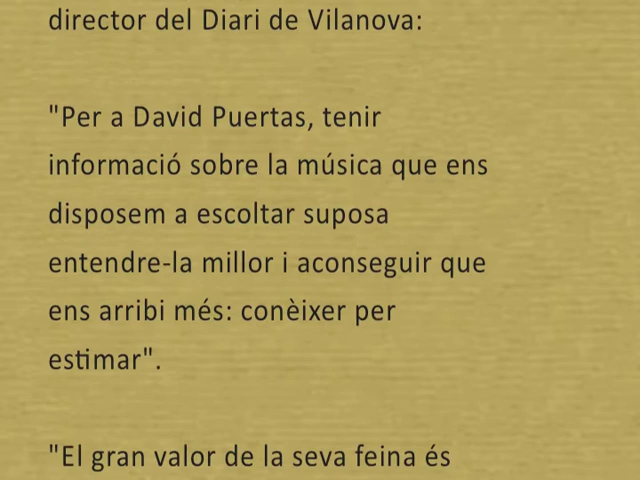 director del Diari de Vilanova:
"Per a David Puertas, tenir
informació sobre la música que ens
disposem a escoltar suposa
entendre-la millor i aconseguir que
ens arribi més: conèixer per
estimar".
"El gran valor de la seva feina és